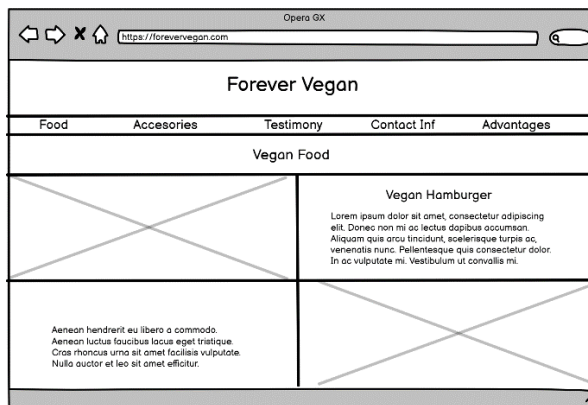 Opera GX
https://forevervegan.com
Forever Vegan
Food Accesories Testimony Contact Inf Advantages
Vegan Food
Vegan Hamburger
Lorem ipsum dolor sit amet, consectetur adipiscing
elit. Donec non mi ac lectus dapibus accumsan.
Aliquam quis arcu tincidunt, scelerisque turpis ac,
venenatis nunc. Pellentesque quis consectetur dolor.
In ac vulputate mi. Vestibulum ut convallis mi.
Aenean hendrerit eu libero a commodo.
Aenean luctus faucibus lacus eget tristique.
Cras rhoncus urna sit amet facilisis vulputate.
Nulla auctor et leo sit amet efficitur.